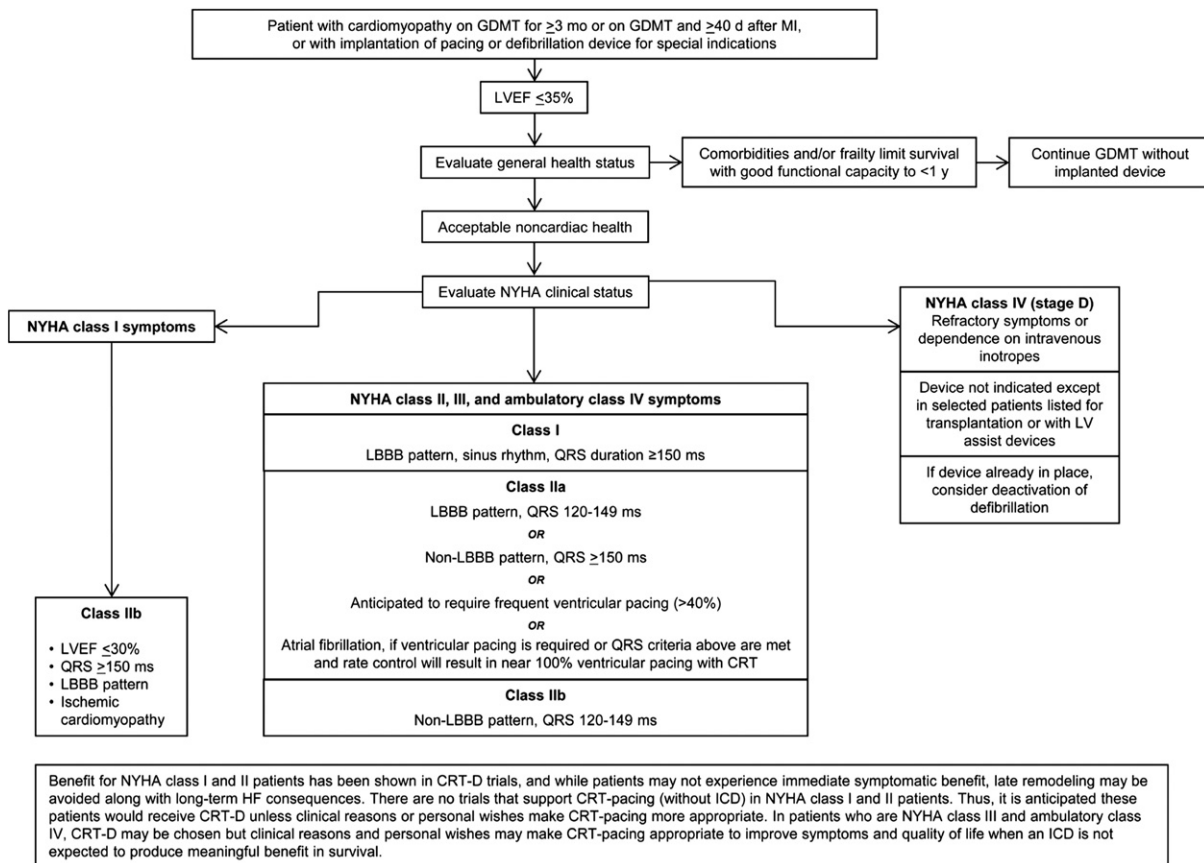 Patient with cardiomyopathy on GDMT for ≥3 mo or on GDMT and ≥40 d after MI,
or with implantation of pacing or defibrillation device for special indications
LVEF ≤35%
Evaluate general health status
Comorbidities and/or frailty limit survival
with good functional capacity to <1 y
Continue GDMT without
implanted device
Acceptable noncardiac health
Evaluate NYHA clinical status
NYHA class I symptoms
Class IIb
• LVEF ≤30%
• QRS ≥150 ms
• LBBB pattern
• Ischemic
cardiomyopathy
NYHA class II, III, and ambulatory class IV symptoms
Class I
LBBB pattern, sinus rhythm, QRS duration ≥150 ms
Class IIa
LBBB pattern, QRS 120-149 ms
OR
Non-LBBB pattern, QRS ≥150 ms
OR
Anticipated to require frequent ventricular pacing (>40%)
OR
Atrial fibrillation, if ventricular pacing is required or QRS criteria above are met
and rate control will result in near 100% ventricular pacing with CRT
Class IIb
Non-LBBB pattern, QRS 120-149 ms
NYHA class IV (stage D)
Refractory symptoms or
dependence on intravenous
inotropes
Device not indicated except
in selected patients listed for
transplantation or with LV
assist devices
If device already in place,
consider deactivation of
defibrillation
Benefit for NYHA class I and II patients has been shown in CRT-D trials, and while patients may not experience immediate symptomatic benefit, late remodeling may be
avoided along with long-term HF consequences. There are no trials that support CRT-pacing (without ICD) in NYHA class I and II patients. Thus, it is anticipated these
patients would receive CRT-D unless clinical reasons or personal wishes make CRT-pacing more appropriate. In patients who are NYHA class III and ambulatory class
IV, CRT-D may be chosen but clinical reasons and personal wishes may make CRT-pacing appropriate to improve symptoms and quality of life when an ICD is not
expected to produce meaningful benefit in survival.